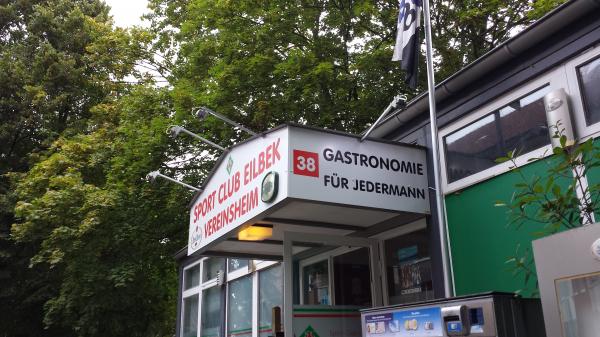 SPORT CLUB EILBEK
VEREINSHEIM
38
GASTRONOMIE
FÜR JEDERMANN